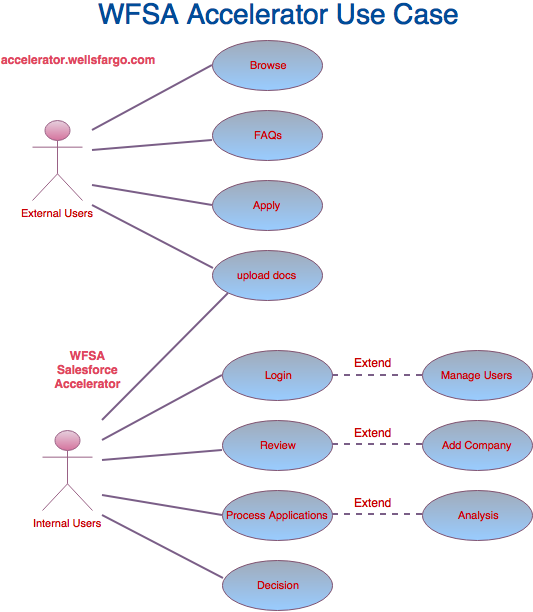 WFSA Accelerator Use Case
accelerator.wellsfargo.com
Browse
FAQs
External Users
Apply
upload docs
WFSA
Salesforce
Accelerator
Login
Extend
Manage Users
Internal Users
Review
Extend
Add Company
Process Applications
Extend
Analysis
Decision